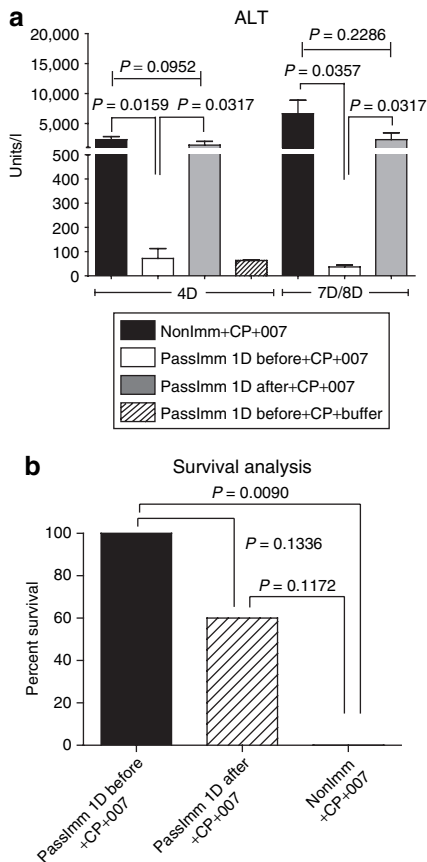 a
ALT
20,000
15,000
10,000
5,000
500
400
300
200
100
0
Units/l
P = 0.2286
P = 0.0952
P = 0.0357
P = 0.0159
P = 0.0317
P = 0.0317
4D
7D/8D
NonImm+CP+007
PassImm 1D before+CP+007
PassImm 1D after+CP+007
PassImm 1D before+CP+buffer
b
Survival analysis
P = 0.0090
P = 0.1336
P = 0.1172
100
80
60
40
20
0
Percent survival
PassImm 1D before
+CP+007
PassImm 1D after
+CP+007
NonImm
+CP+007